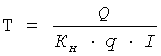 T = Q / (Kн · q · I)